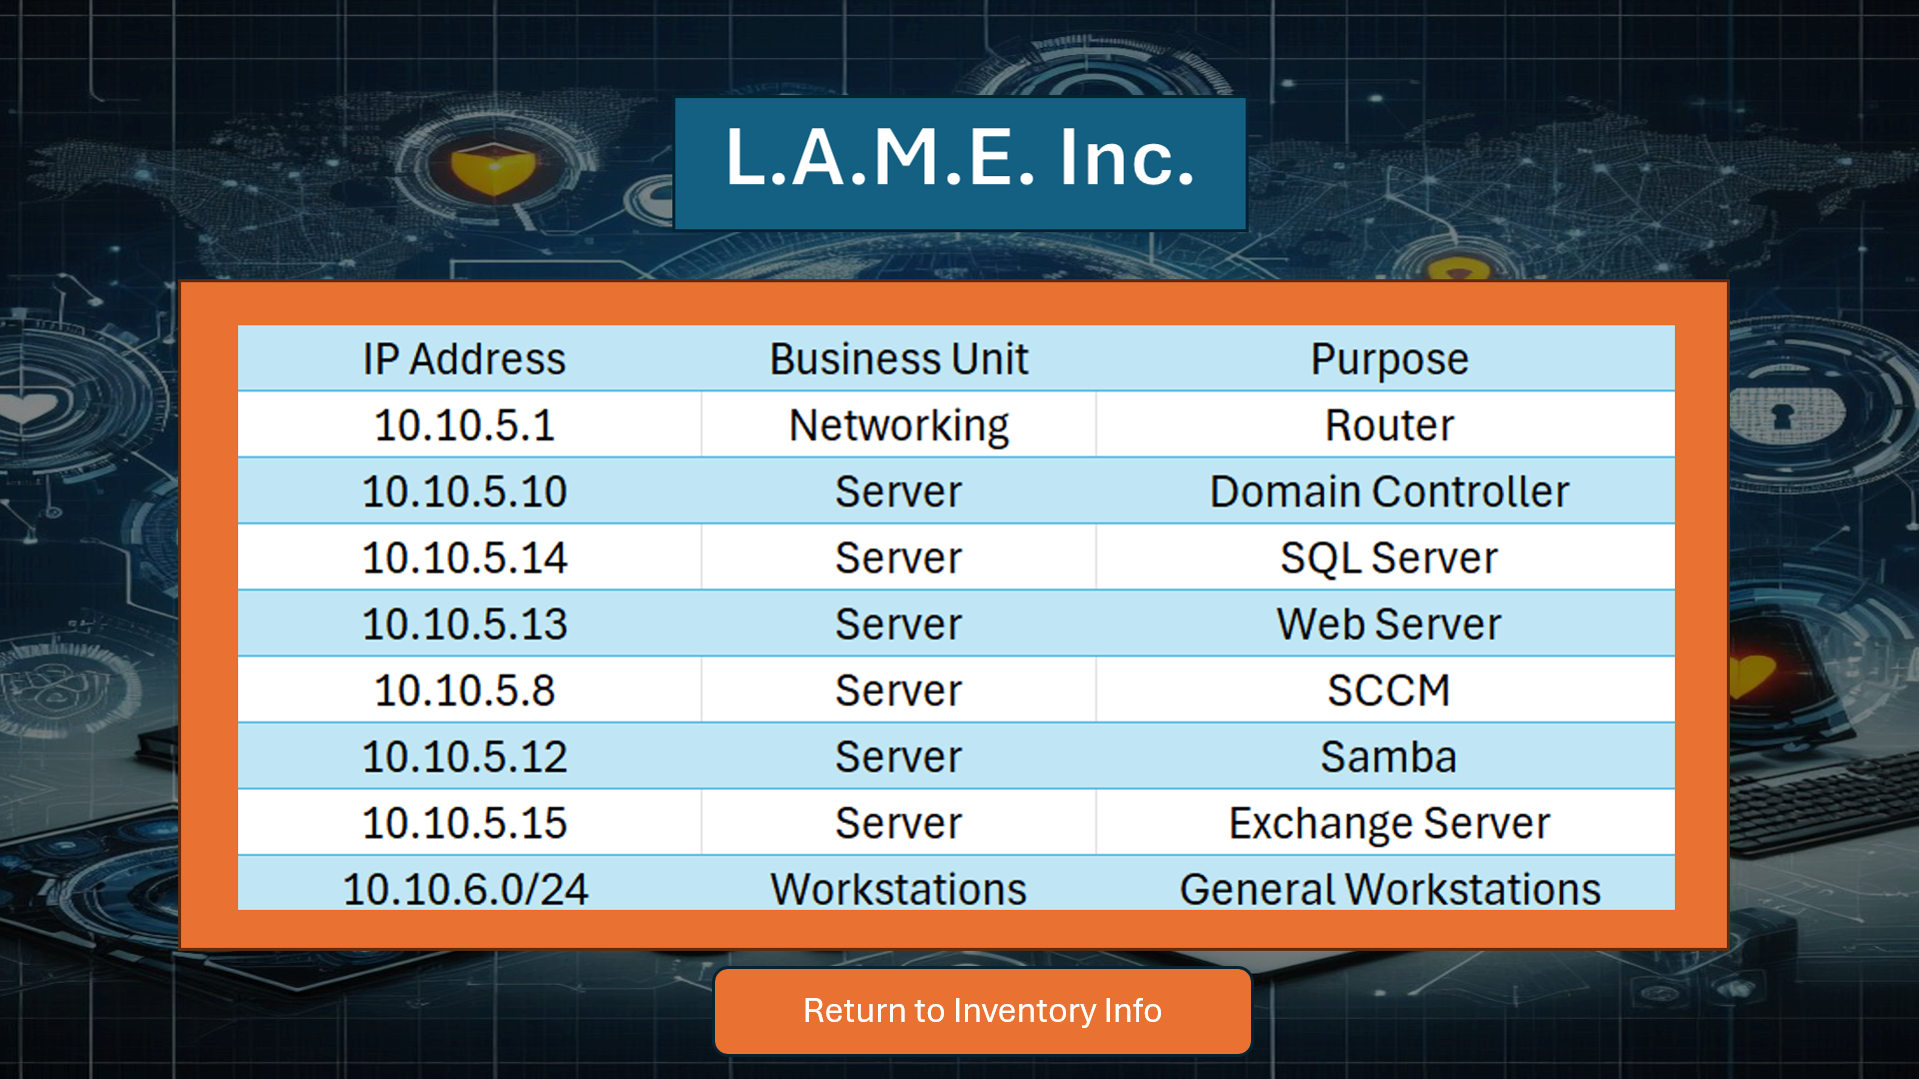 L.A.M.E. Inc.
IP Address Business Unit Purpose
10.10.5.1 Networking Router
10.10.5.10 Server Domain Controller
10.10.5.14 Server SQL Server
10.10.5.13 Server Web Server
10.10.5.8 Server SCCM
10.10.5.12 Server Samba
10.10.5.15 Server Exchange Server
10.10.6.0/24 Workstations General Workstations
Return to Inventory Info